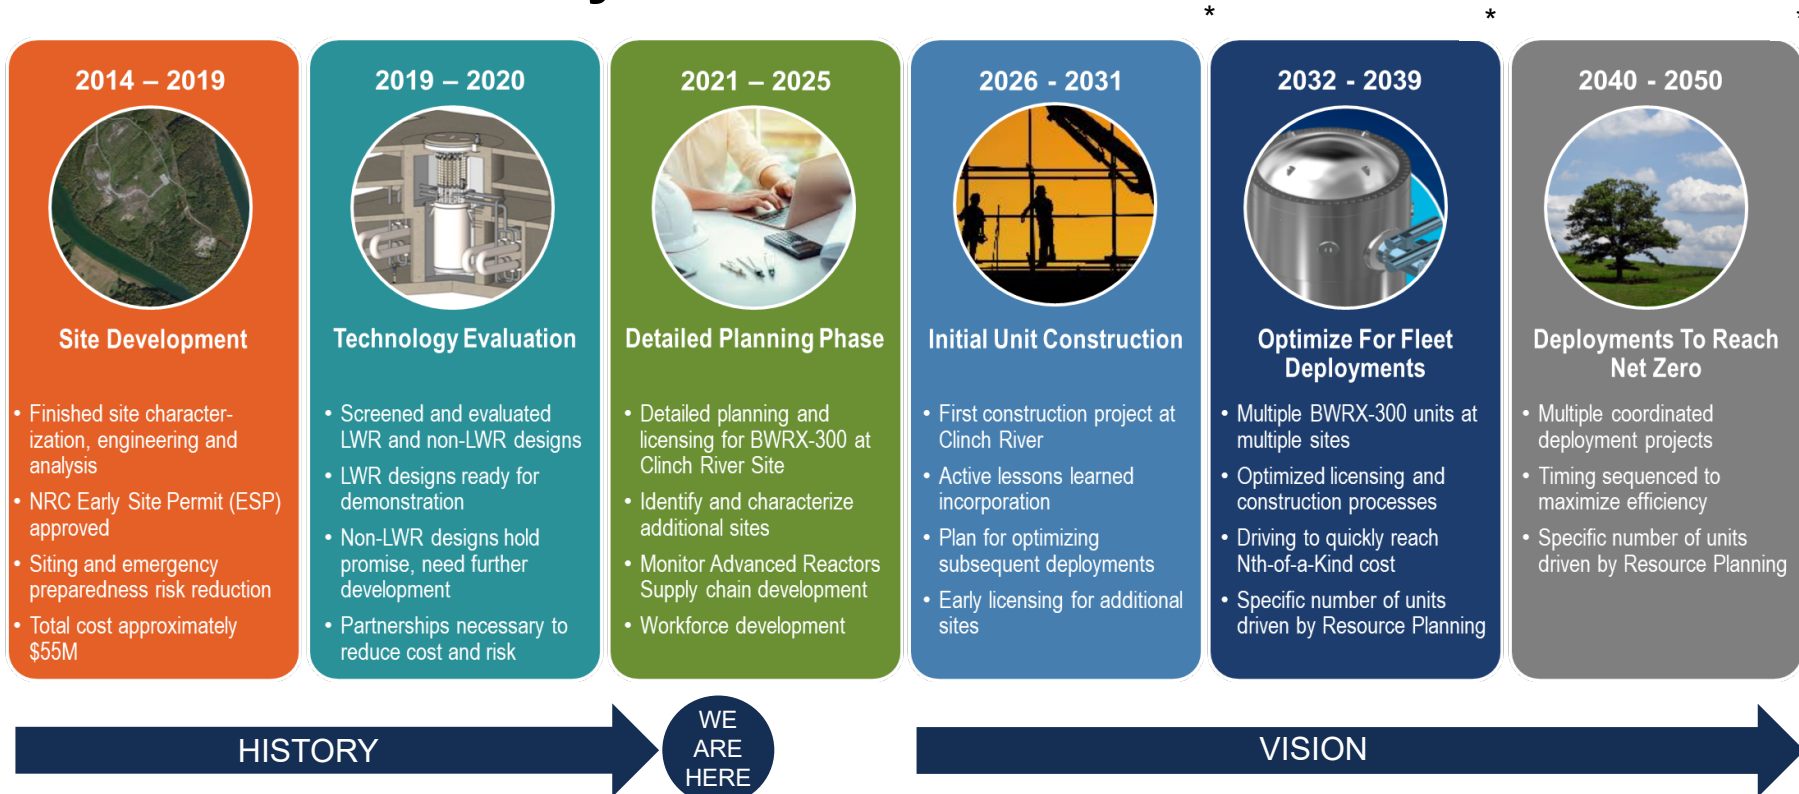 * * *
2014 – 2019
Site Development
• Finished site character-
ization, engineering and
analysis
• NRC Early Site Permit (ESP)
approved
• Siting and emergency
preparedness risk reduction
• Total cost approximately
$55M
2019 – 2020
Technology Evaluation
• Screened and evaluated
LWR and non-LWR designs
• LWR designs ready for
demonstration
• Non-LWR designs hold
promise, need further
development
• Partnerships necessary to
reduce cost and risk
2021 – 2025
Detailed Planning Phase
• Detailed planning and
licensing for BWRX-300 at
Clinch River Site
• Identify and characterize
additional sites
• Monitor Advanced Reactors
Supply chain development
• Workforce development
2026 - 2031
Initial Unit Construction
• First construction project at
Clinch River
• Active lessons learned
incorporation
• Plan for optimizing
subsequent deployments
• Early licensing for additional
sites
2032 - 2039
Optimize For Fleet
Deployments
• Multiple BWRX-300 units at
multiple sites
• Optimized licensing and
construction processes
• Driving to quickly reach
Nth-of-a-Kind cost
• Specific number of units
driven by Resource Planning
2040 - 2050
Deployments To Reach
Net Zero
• Multiple coordinated
deployment projects
• Timing sequenced to
maximize efficiency
• Specific number of units
driven by Resource Planning
HISTORY
WE
ARE
HERE
VISION